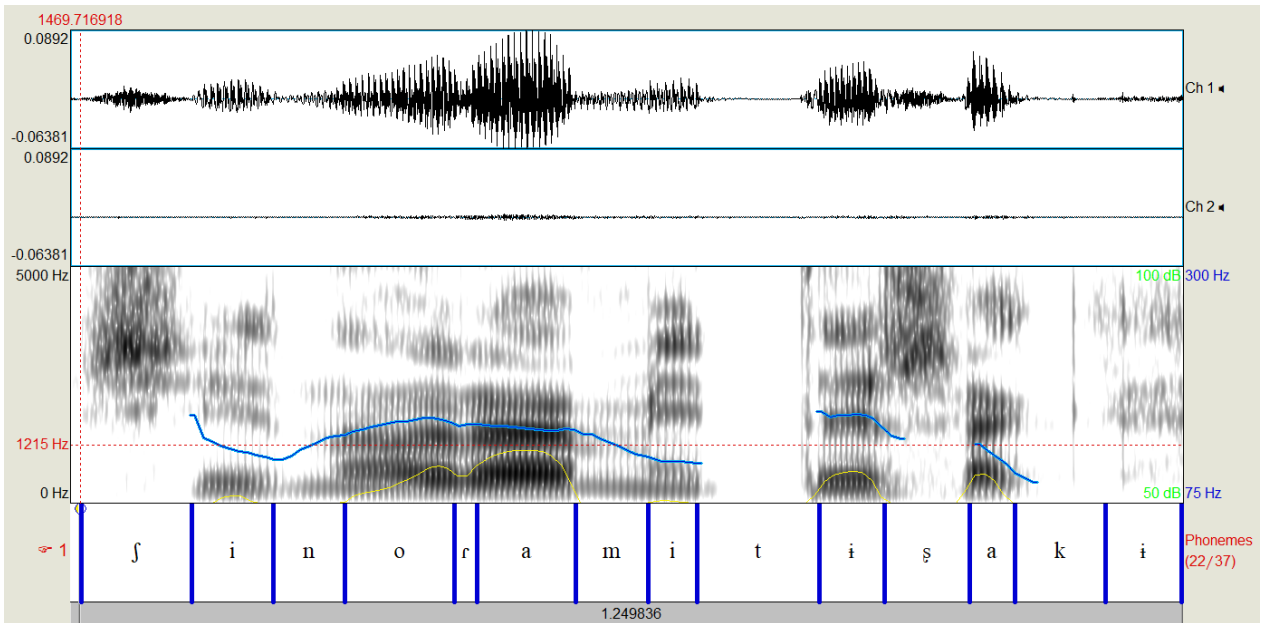 1469.716918
0.0892
Ch 1
-0.06381
0.0892
Ch 2
-0.06381
5000 Hz 100 dB 300 Hz
1215 Hz
0 Hz 50 dB 75 Hz
☞ 1 ʃ i n o ɾ a m i t ɨ ʂ a k ɨ Phonemes
(22/37)
1.249836